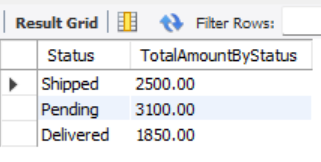 Result Grid Filter Rows:
Status TotalAmountByStatus
Shipped 2500.00
Pending 3100.00
Delivered 1850.00